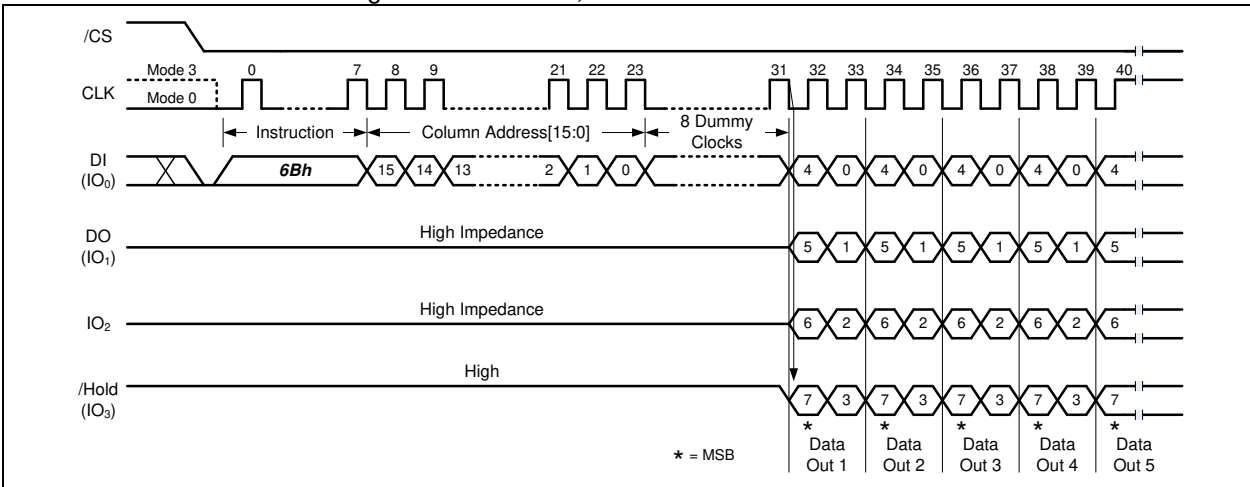 /CS
Mode 3 0 7 8 9 21 22 23 31 32 33 34 35 36 37 38 39 40
CLK
Mode 0
Instruction Column Address[15:0] 8 Dummy
Clocks
DI
(IO₀)
6Bh 15 14 13 2 1 0 4 0 4 0 4 0 4 0 4
DO
(IO₁)
High Impedance
5 1 5 1 5 1 5 1 5
High Impedance
IO₂ 6 2 6 2 6 2 6 2 6
High
/Hold
(IO₃)
7 3 7 3 7 3 7 3 7
* * * * *
* = MSB
Data Data Data Data Data
Out 1 Out 2 Out 3 Out 4 Out 5